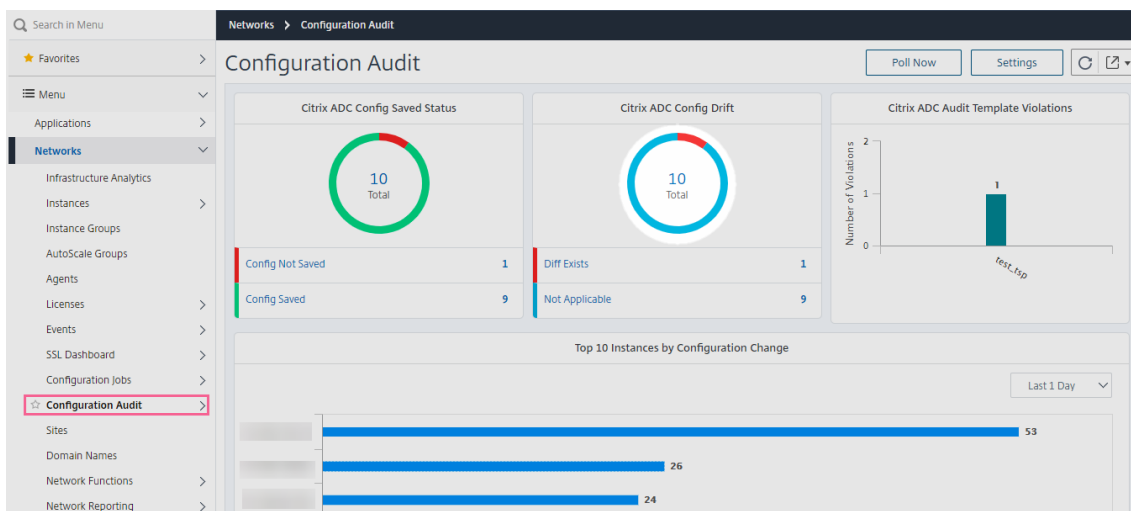 Search in Menu
Favorites
Menu
Applications
Networks
Infrastructure Analytics
Instances
Instance Groups
AutoScale Groups
Agents
Licenses
Events
SSL Dashboard
Configuration Jobs
Configuration Audit
Sites
Domain Names
Network Functions
Network Reporting
Networks > Configuration Audit
Configuration Audit
Poll Now
Settings
Citrix ADC Config Saved Status
10
Total
Config Not Saved 1
Config Saved 9
Citrix ADC Config Drift
10
Total
Diff Exists 1
Not Applicable 9
Citrix ADC Audit Template Violations
Number of Violations
2
1
0
1
test_tsp
Top 10 Instances by Configuration Change
Last 1 Day
53
26
24